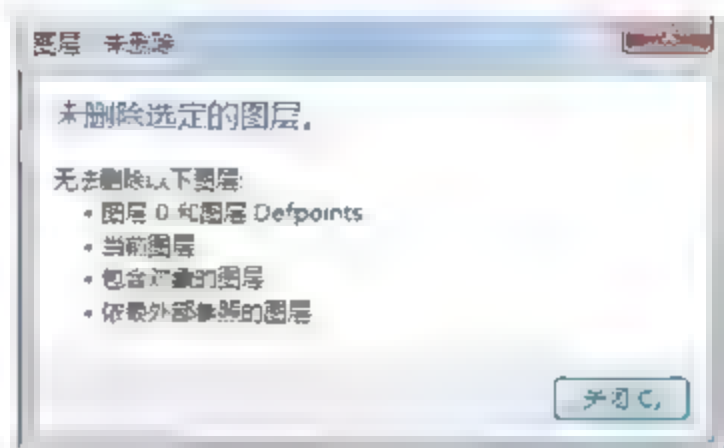 图层 - 未删除
未删除选定的图层。
无法删除以下图层:
• 图层 0 和图层 Defpoints
• 当前图层
• 包含对象的图层
• 依赖外部参照的图层
关闭(C)